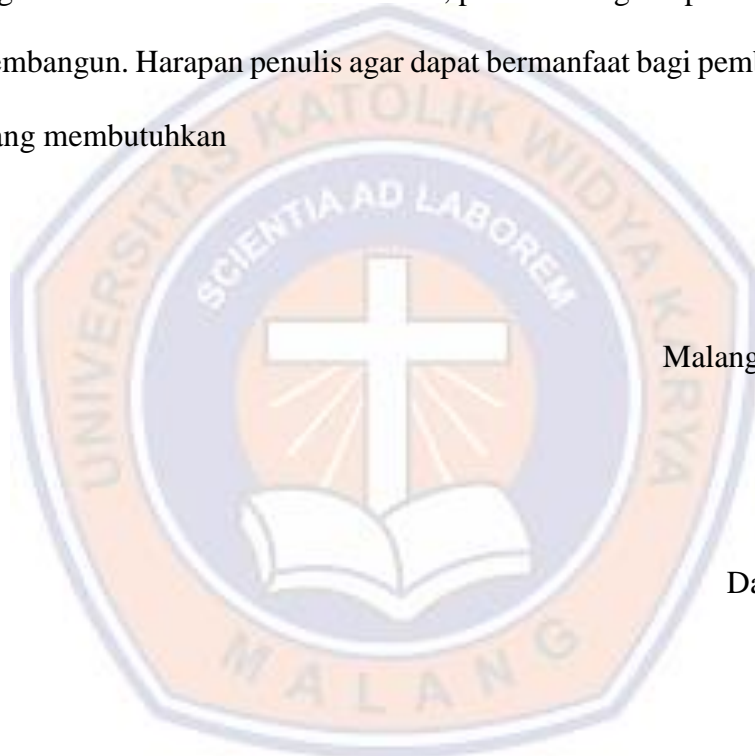 embangun. Harapan penulis agar dapat bermanfaat bagi pemb
ang membutuhkan
UNIVERSITAS KATOLIK WIDYA KARYA
SCIENTIA AD LABOREM
Malang
Da
MALANG